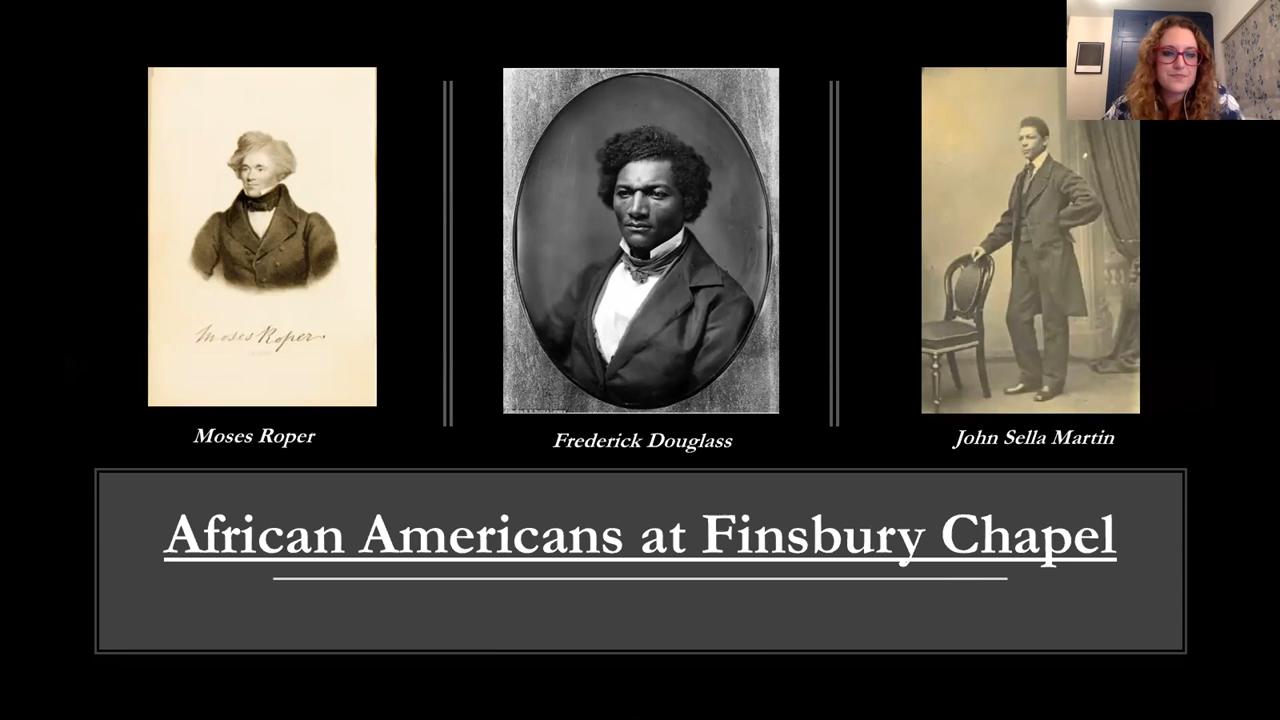 Moses Roper.
Moses Roper
Frederick Douglass
John Sella Martin
African Americans at Finsbury Chapel